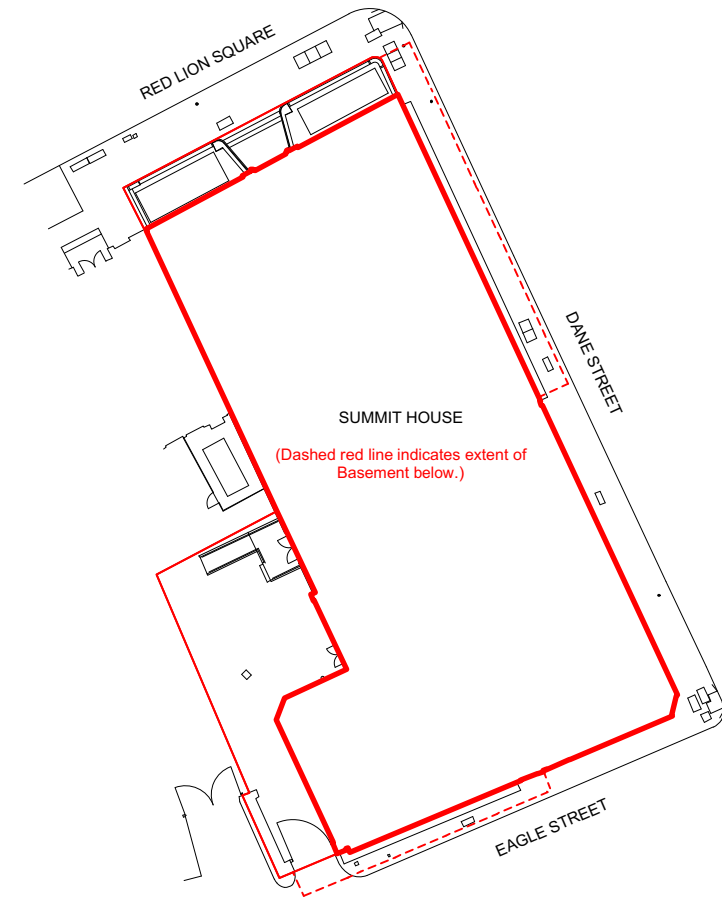 RED LION SQUARE
DANE STREET
SUMMIT HOUSE
(Dashed red line indicates extent of
Basement below.)
EAGLE STREET